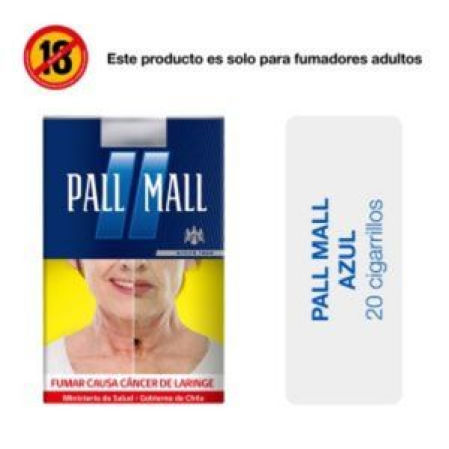 18
Este producto es solo para fumadores adultos
PALL MALL
FUMAR CAUSA CÁNCER DE LARINGE
Ministerio de Salud - Gobierno de Chile
PALL MALL
AZUL
20 cigarrillos